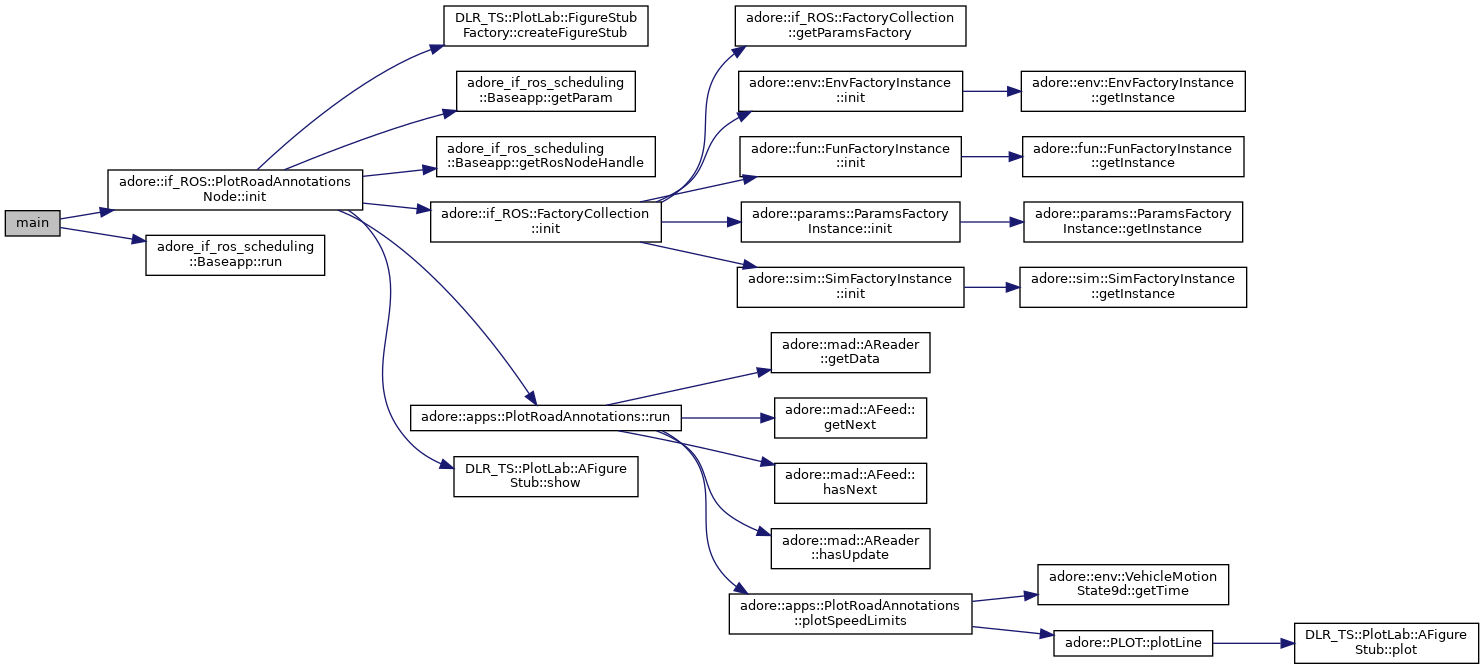 main
adore::if_ROS::PlotRoadAnnotations
Node::init
adore_if_ros_scheduling
::Baseapp::run
DLR_TS::PlotLab::FigureStub
Factory::createFigureStub
adore_if_ros_scheduling
::Baseapp::getParam
adore_if_ros_scheduling
::Baseapp::getRosNodeHandle
adore::if_ROS::FactoryCollection
::init
adore::apps::PlotRoadAnnotations::run
DLR_TS::PlotLab::AFigure
Stub::show
adore::if_ROS::FactoryCollection
::getParamsFactory
adore::env::EnvFactoryInstance
::init
adore::fun::FunFactoryInstance
::init
adore::params::ParamsFactory
Instance::init
adore::sim::SimFactoryInstance
::init
adore::env::EnvFactoryInstance
::getInstance
adore::fun::FunFactoryInstance
::getInstance
adore::params::ParamsFactory
Instance::getInstance
adore::sim::SimFactoryInstance
::getInstance
adore::mad::AReader
::getData
adore::mad::AFeed::
getNext
adore::mad::AFeed::
hasNext
adore::mad::AReader
::hasUpdate
adore::apps::PlotRoadAnnotations
::plotSpeedLimits
adore::env::VehicleMotion
State9d::getTime
adore::PLOT::plotLine
DLR_TS::PlotLab::AFigure
Stub::plot